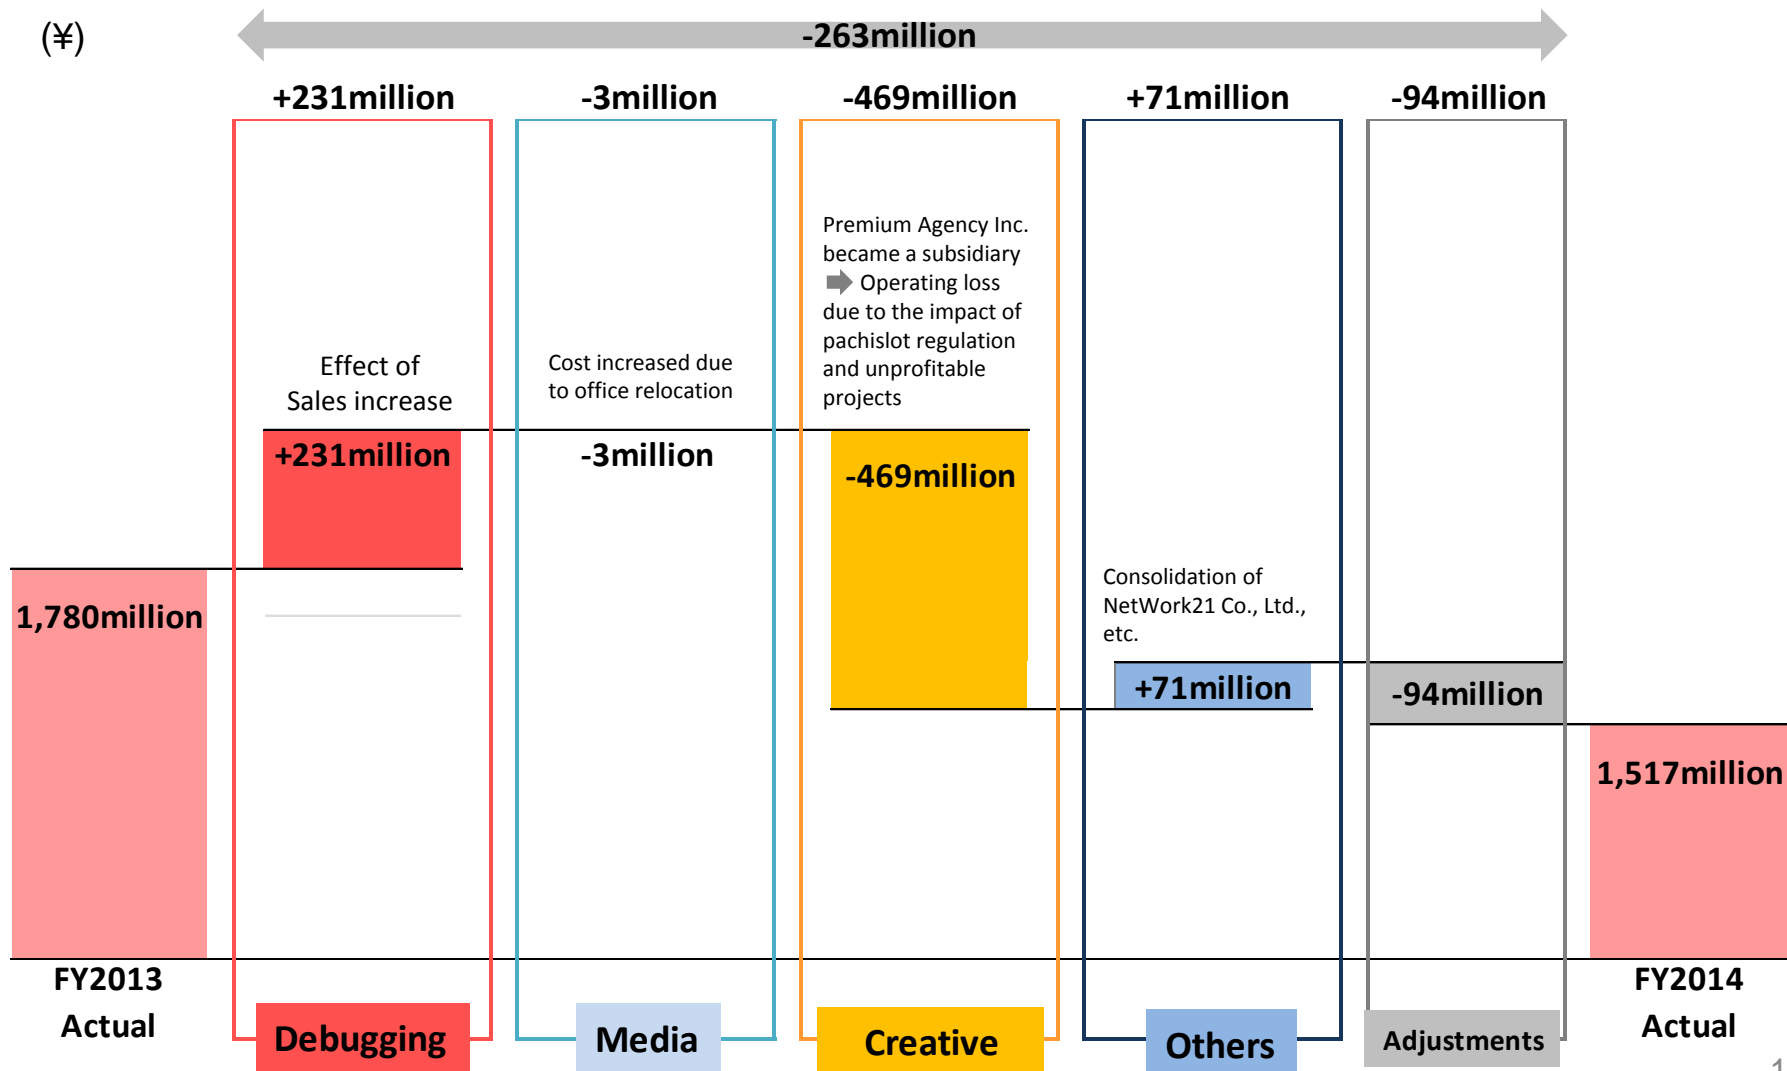 (¥)
-263million
+231million
-3million
-469million
+71million
-94million
Premium Agency Inc.
became a subsidiary
Operating loss
due to the impact of
pachislot regulation
and unprofitable
projects
Effect of
Sales increase
Cost increased due
to office relocation
+231million
-3million
-469million
Consolidation of
NetWork21 Co., Ltd.,
etc.
1,780million
+71million
-94million
1,517million
FY2013
Actual
FY2014
Actual
Debugging
Media
Creative
Others
Adjustments